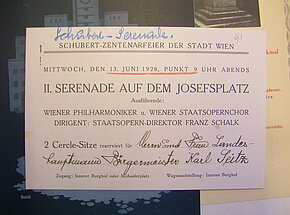 Schubert-Serenade.
91
SCHUBERT-ZENTENARFEIER DER STADT WIEN
MITTWOCH, DEN 13. JUNI 1928, PUNKT 9 UHR ABENDS
II. SERENADE AUF DEM JOSEFSPLATZ
Ausführende:
WIENER PHILHARMONIKER u. WIENER STAATSOPERNCHOR
DIRIGENT: STAATSOPERN-DIREKTOR FRANZ SCHALK
2 Cercle-Sitze reserviert für Herrn und Frau Landes-
hauptmann Bürgermeister Karl Seitz
Zugang: Innerer Burghof oder Michaelerplatz Wagenaufstellung: Innerer Burghof